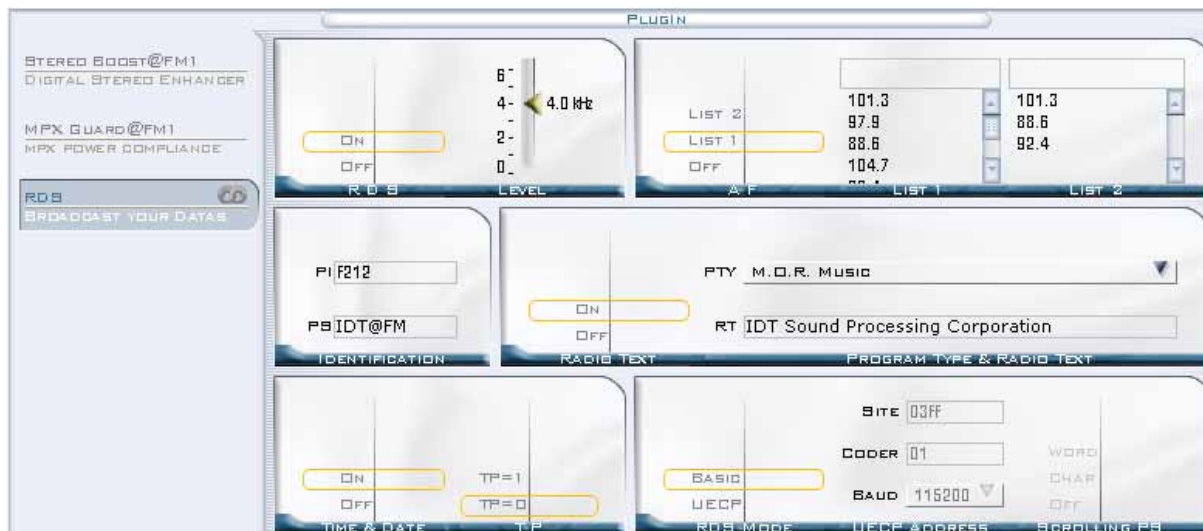 PLUGIN
STEREO BOOST@FM1
DIGITAL STEREO ENHANCER
MPX GUARD@FM1
MPX POWER COMPLIANCE
RDS
BROADCAST YOUR DATAS
6
4
2
0
4.0 kHz
ON
OFF
RDS
LEVEL
LIST 2
LIST 1
OFF
AF
101.3
97.9
88.6
104.7
LIST 1
101.3
88.6
92.4
LIST 2
PI F212
PS IDT@FM
IDENTIFICATION
ON
OFF
RADIO TEXT
PTY M.O.R. MUSIC
RT IDT Sound Processing Corporation
PROGRAM TYPE & RADIO TEXT
ON
OFF
TIME & DATE
TP=1
TP=0
TP
BASIC
UECP
RDS MODE
SITE 03FF
CODER 01
BAUD 115200
UECP ADDRESS
WORD
CHAR
OFF
SCROLLING PS